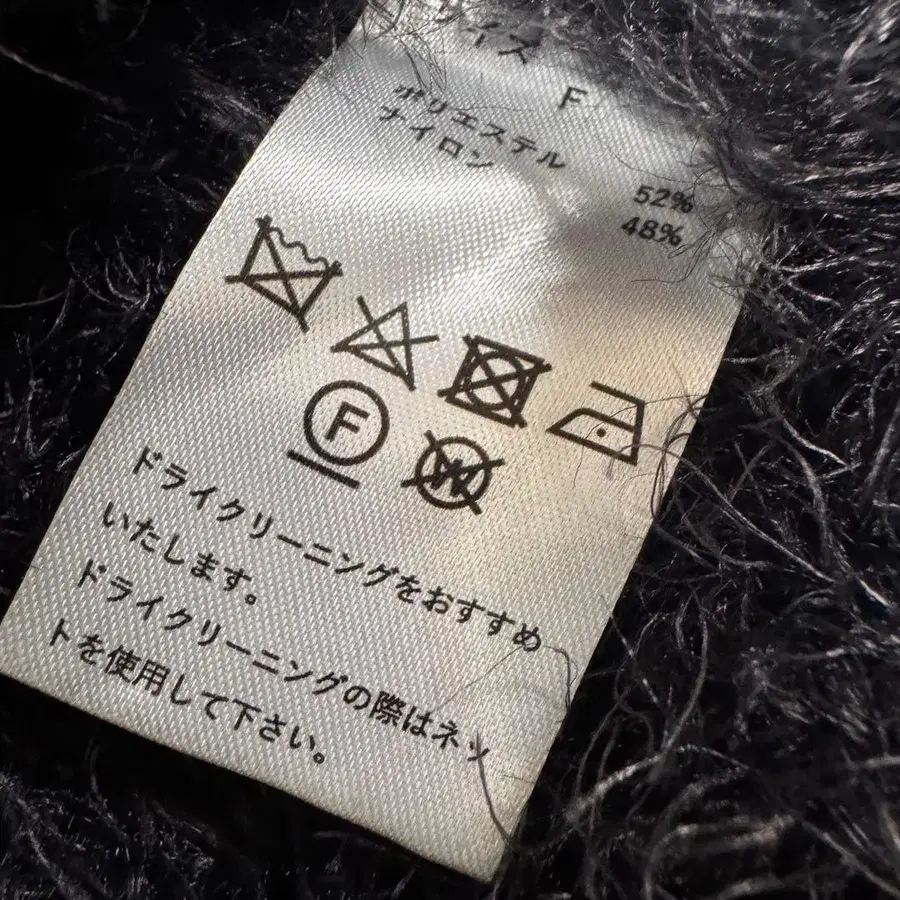 イズ
F
ポリエステル 52%
ナイロン 48%
F
W
ドライクリーニングをおすすめ
いたします。
ドライクリーニングの際はネッ
トを使用して下さい。